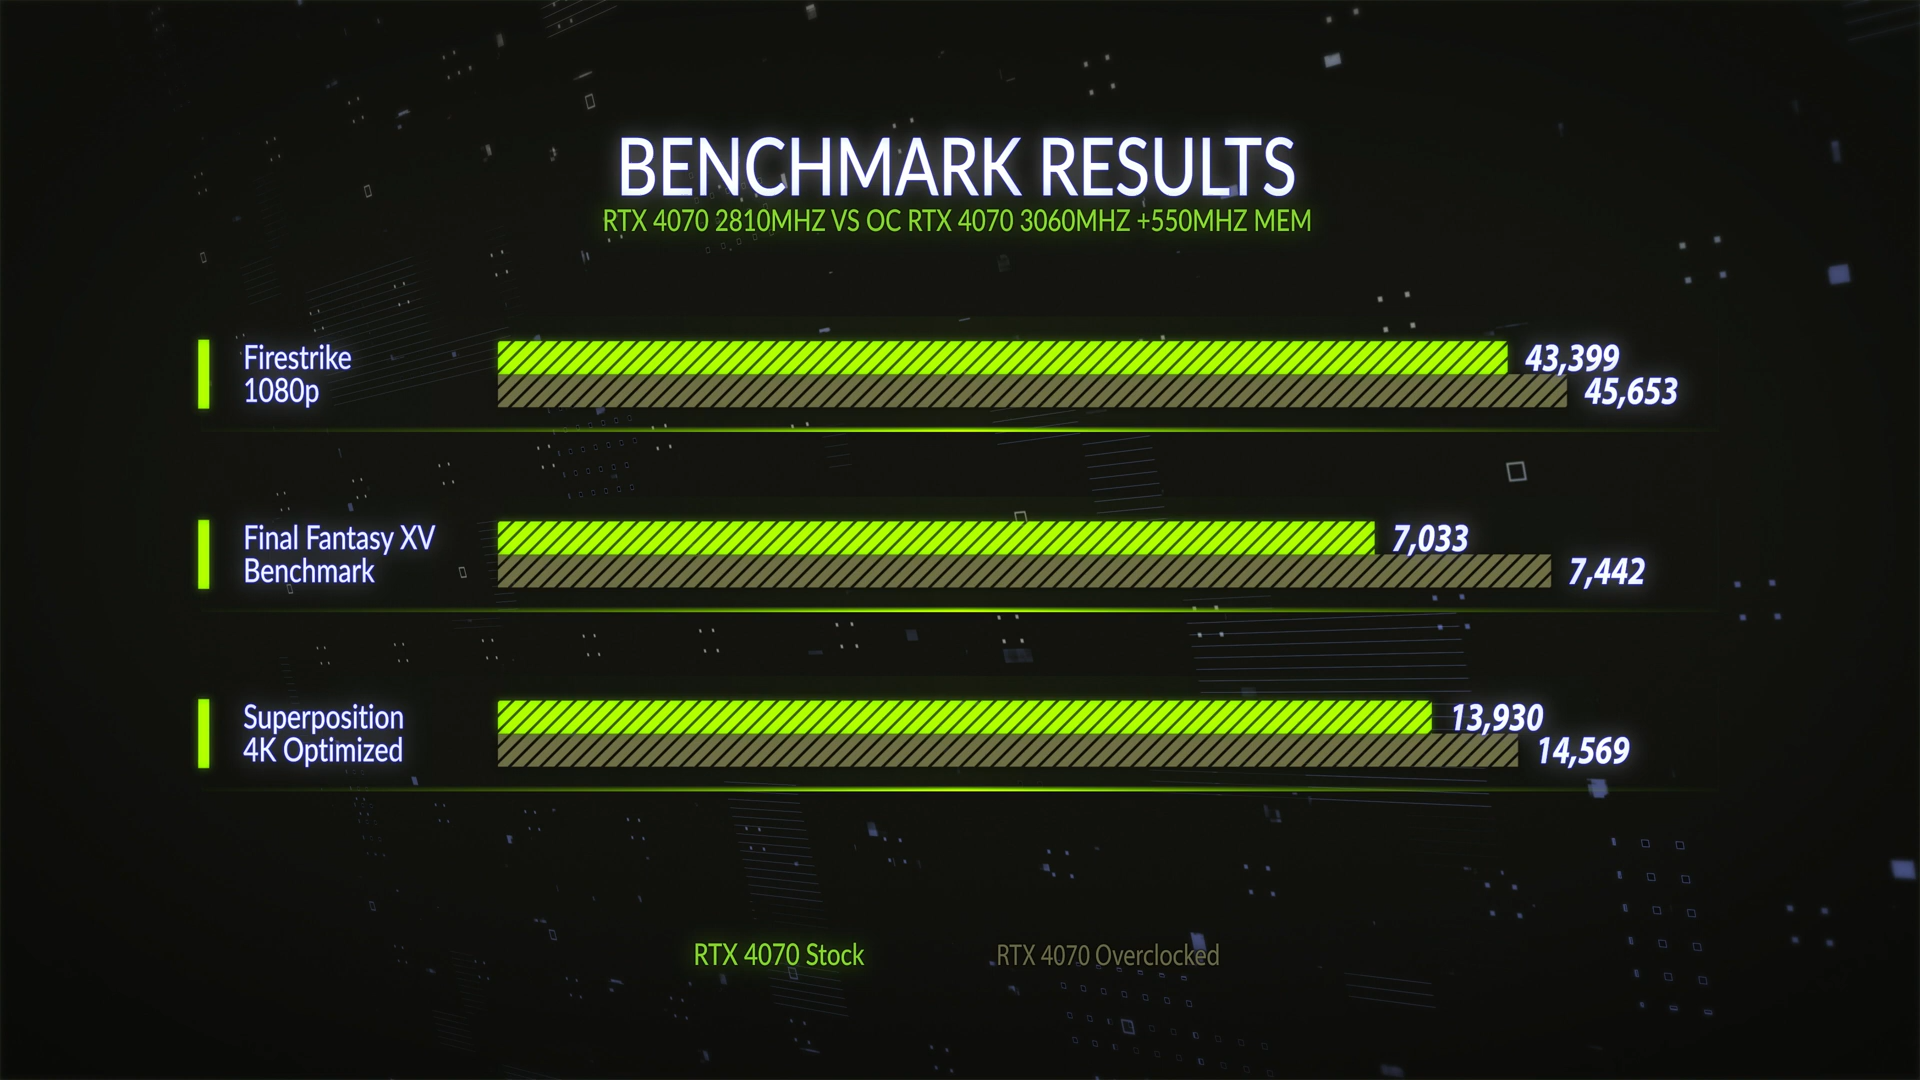 BENCHMARK RESULTS
RTX 4070 2810MHZ VS OC RTX 4070 3060MHZ +550MHZ MEM
Firestrike
1080p
43,399
45,653
Final Fantasy XV
Benchmark
7,033
7,442
Superposition
4K Optimized
13,930
14,569
RTX 4070 Stock
RTX 4070 Overclocked